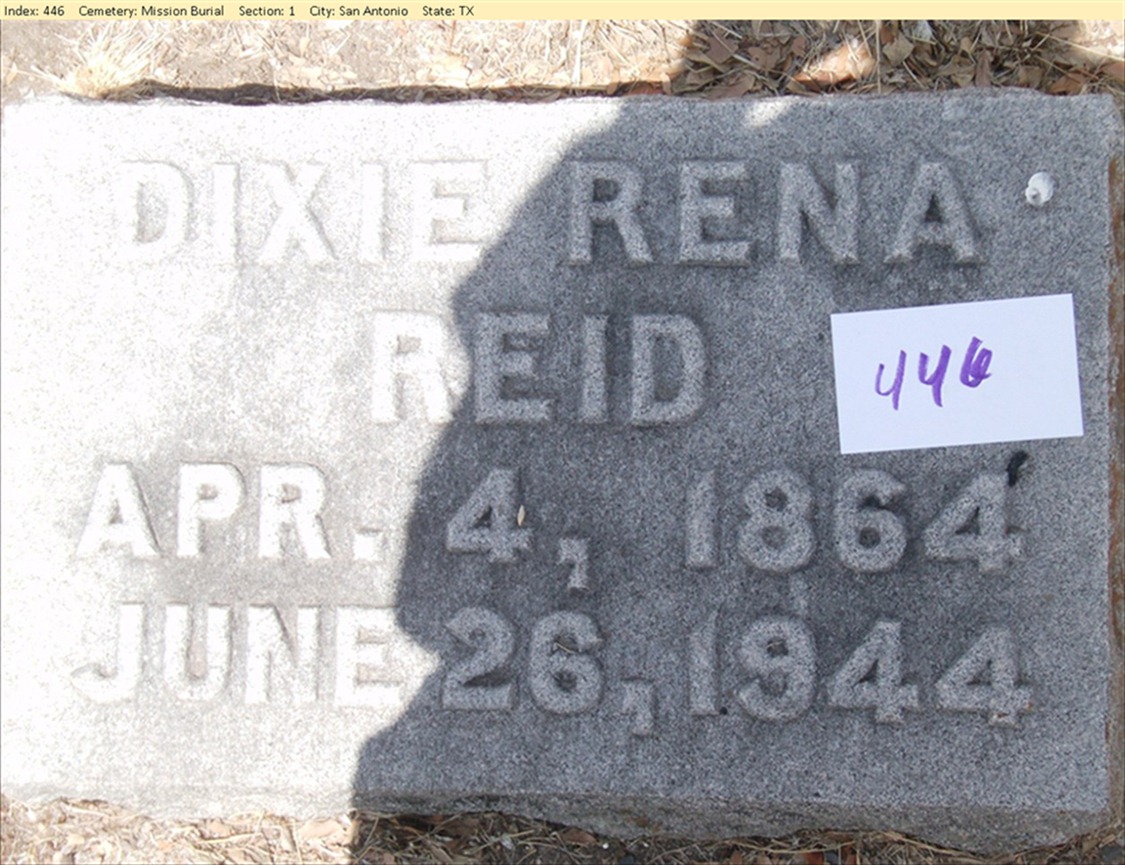 Index: 446 Cemetery: Mission Burial Section: 1 City: San Antonio State: TX
DIXIE RENA
REID
446
APR. 4, 1864
JUNE 26, 1944